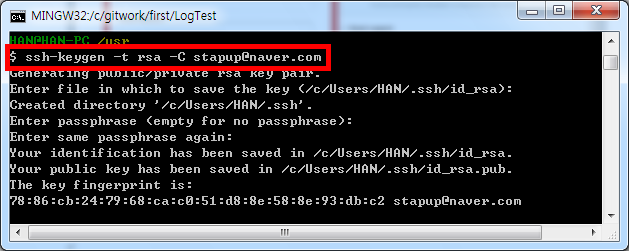 MINGW32:/c/gitwork/first/LogTest
HAN@HAN-PC /usr
$ ssh-keygen -t rsa -C stapup@naver.com
Generating public/private rsa key pair.
Enter file in which to save the key (/c/Users/HAN/.ssh/id_rsa):
Created directory '/c/Users/HAN/.ssh'.
Enter passphrase (empty for no passphrase):
Enter same passphrase again:
Your identification has been saved in /c/Users/HAN/.ssh/id_rsa.
Your public key has been saved in /c/Users/HAN/.ssh/id_rsa.pub.
The key fingerprint is:
78:86:cb:24:79:68:ca:c0:51:d8:8e:58:8e:93:db:c2 stapup@naver.com